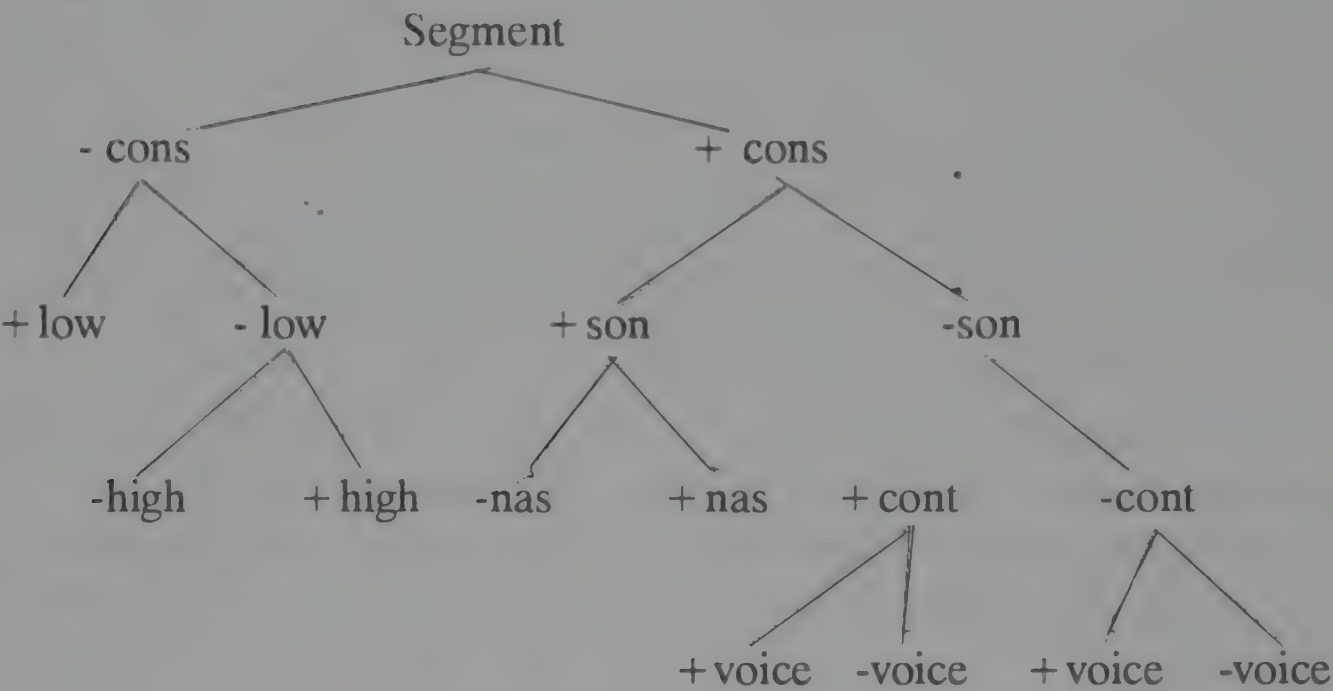 Segment
- cons + cons
+ low - low + son -son
-high + high -nas + nas + cont -cont
+ voice -voice + voice -voice